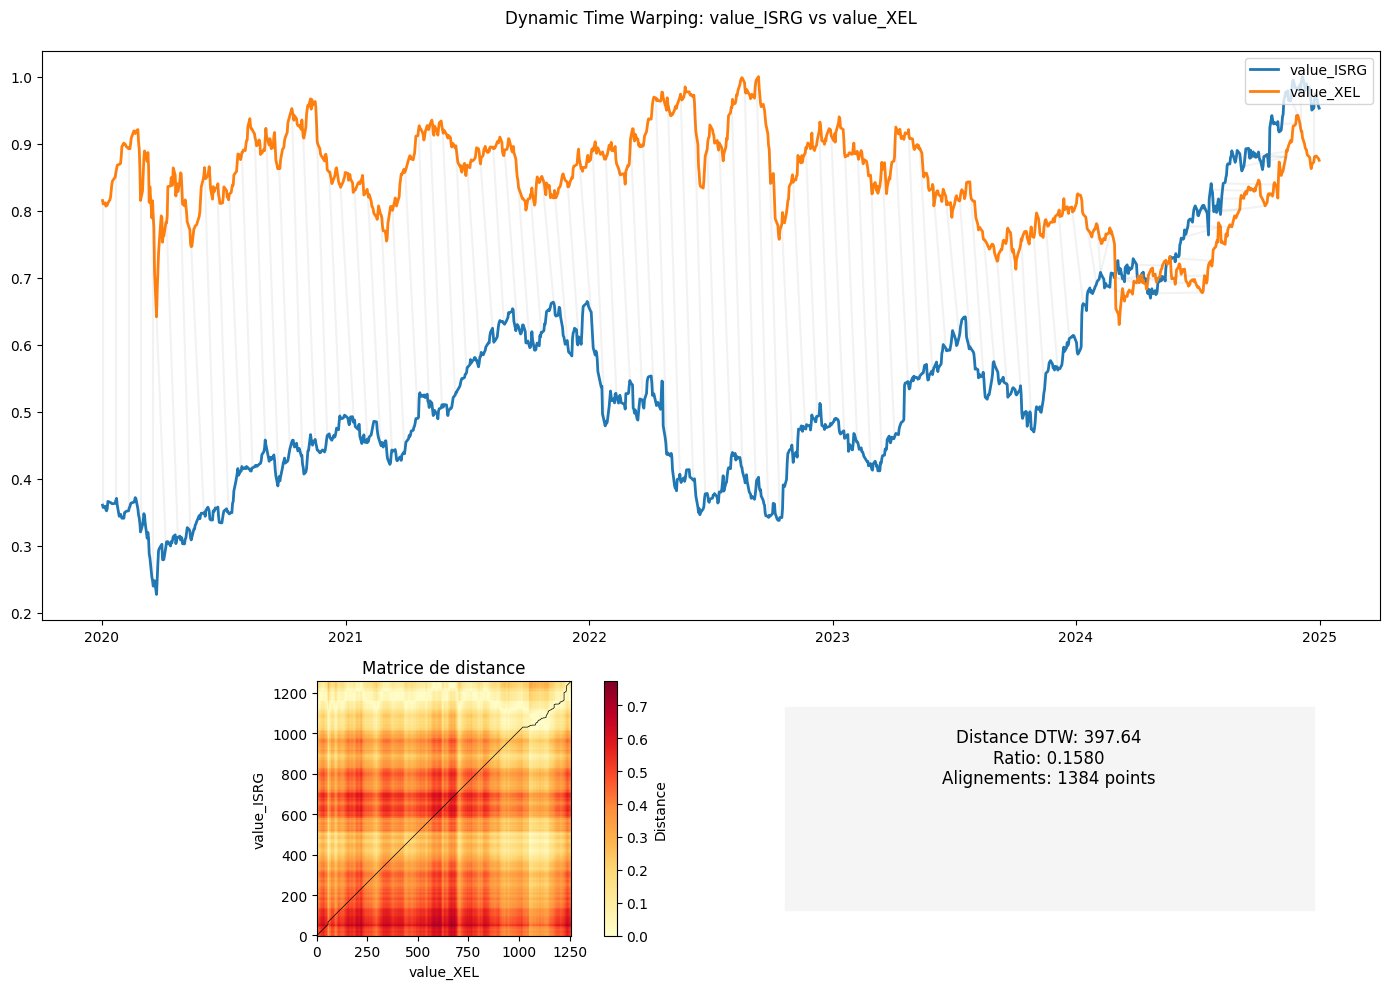 Dynamic Time Warping: value_ISRG vs value_XEL
value_ISRG
value_XEL
1.0
0.9
0.8
0.7
0.6
0.5
0.4
0.3
0.2
2020 2021 2022 2023 2024 2025
Matrice de distance
value_ISRG
1200
1000
800
600
400
200
0
0 250 500 750 1000 1250
value_XEL
0.7
0.6
0.5
0.4
0.3
0.2
0.1
0.0
Distance
Distance DTW: 397.64
Ratio: 0.1580
Alignements: 1384 points